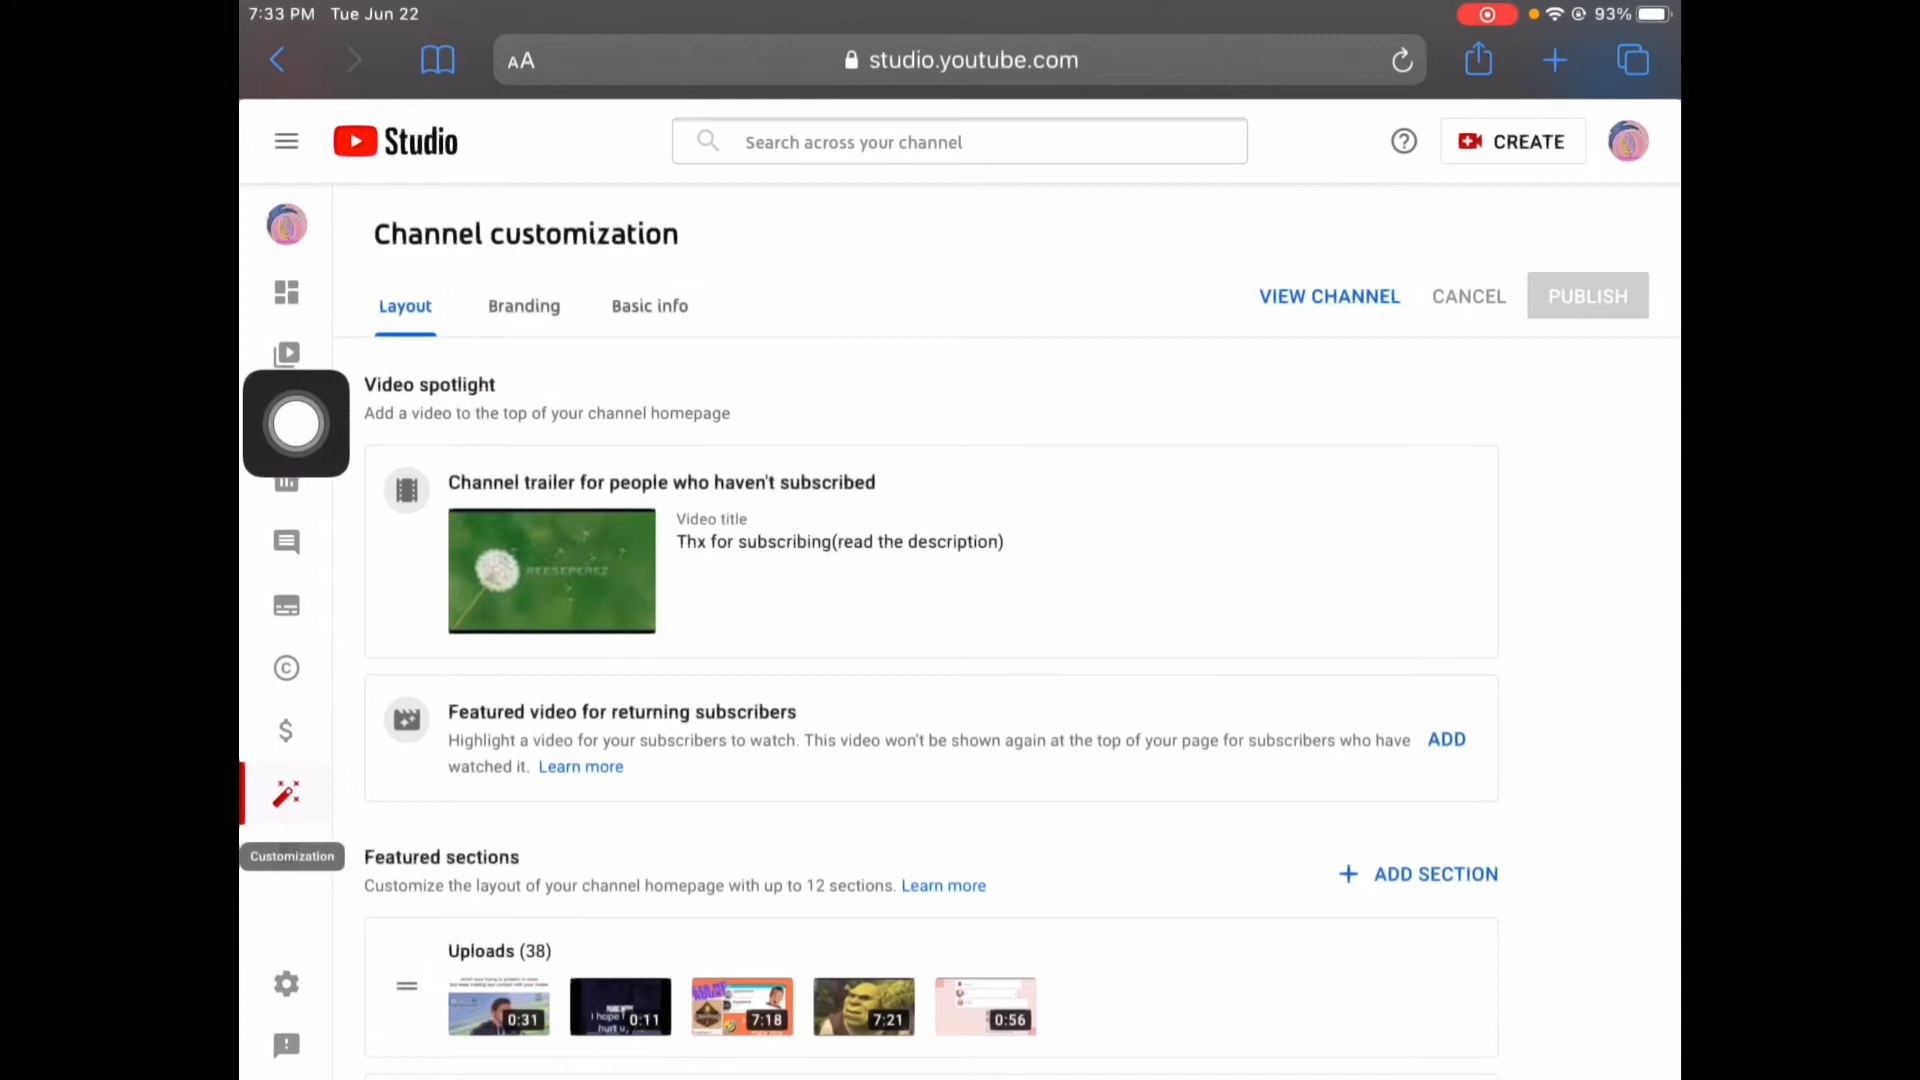 7:33 PM Tue Jun 22
93%
AA
studio.youtube.com
Studio
Search across your channel
CREATE
Channel customization
Layout
Branding
Basic info
VIEW CHANNEL
CANCEL
PUBLISH
Video spotlight
Add a video to the top of your channel homepage
Channel trailer for people who haven't subscribed
REESEPEREZ
Video title
Thx for subscribing(read the description)
Featured video for returning subscribers
Highlight a video for your subscribers to watch. This video won't be shown again at the top of your page for subscribers who have
watched it. Learn more
ADD
Customization
Featured sections
Customize the layout of your channel homepage with up to 12 sections. Learn more
ADD SECTION
Uploads (38)
0:31
I hope
hurt u,
0:11
7:18
7:21
0:56